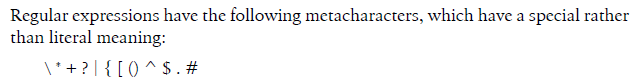 Regular expressions have the following metacharacters, which have a special rather
than literal meaning:
\ * + ? | { [ () ^ $ . #